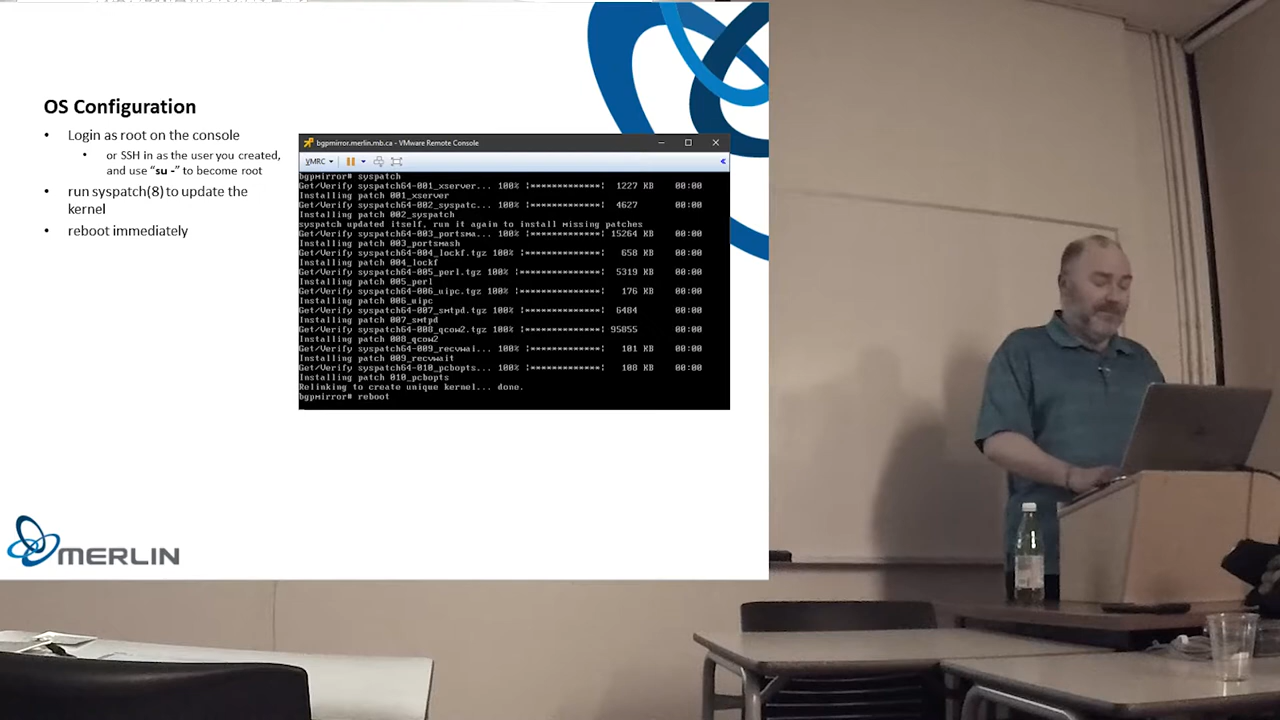 OS Configuration
• Login as root on the console
• or SSH in as the user you created,
and use “su -” to become root
• run syspatch(8) to update the
kernel
• reboot immediately
bgpmirror.merlin.mb.ca - VMware Remote Console
VMRC
bgpmirror# syspatch
Get/Verify syspatch64-001_xserver... 100% |*************| 1227 KB 00:00
Installing patch 001_xserver
Get/Verify syspatch64-002_syspatc... 100% |*************| 4627 00:00
Installing patch 002_syspatch
syspatch updated itself, run it again to install missing patches
Get/Verify syspatch64-003_portsma... 100% |*************| 15264 KB 00:00
Installing patch 003_portsmash
Get/Verify syspatch64-004_lockf.tgz 100% |*************| 658 KB 00:00
Installing patch 004_lockf
Get/Verify syspatch64-005_perl.tgz 100% |*************| 5319 KB 00:00
Installing patch 005_perl
Get/Verify syspatch64-006_uipc.tgz 100% |*************| 176 KB 00:00
Installing patch 006_uipc
Get/Verify syspatch64-007_smtpd.tgz 100% |*************| 6484 00:00
Installing patch 007_smtpd
Get/Verify syspatch64-008_qcow2.tgz 100% |*************| 95855 00:00
Installing patch 008_qcow2
Get/Verify syspatch64-009_recvwai... 100% |*************| 101 KB 00:00
Installing patch 009_recvwait
Get/Verify syspatch64-010_pcbopts... 100% |*************| 108 KB 00:00
Installing patch 010_pcbopts
Relinking to create unique kernel... done.
bgpmirror# reboot
MERLIN